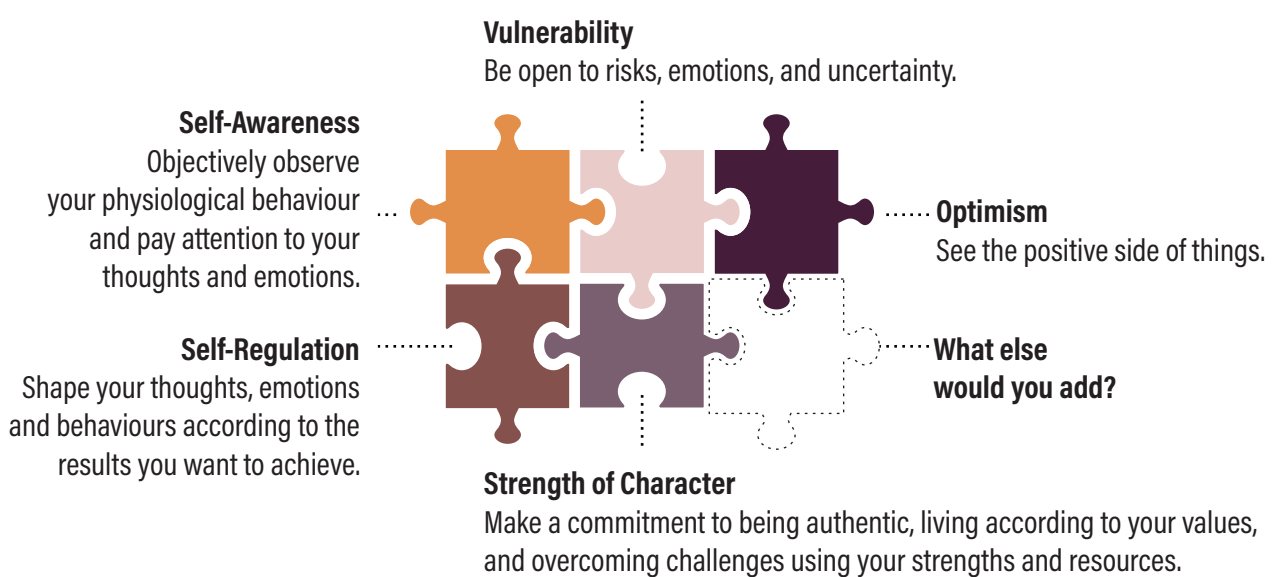 Vulnerability
Be open to risks, emotions, and uncertainty.
Self-Awareness
Objectively observe
your physiological behaviour
and pay attention to your
thoughts and emotions.
Optimism
See the positive side of things.
Self-Regulation
Shape your thoughts, emotions
and behaviours according to the
results you want to achieve.
What else
would you add?
Strength of Character
Make a commitment to being authentic, living according to your values,
and overcoming challenges using your strengths and resources.